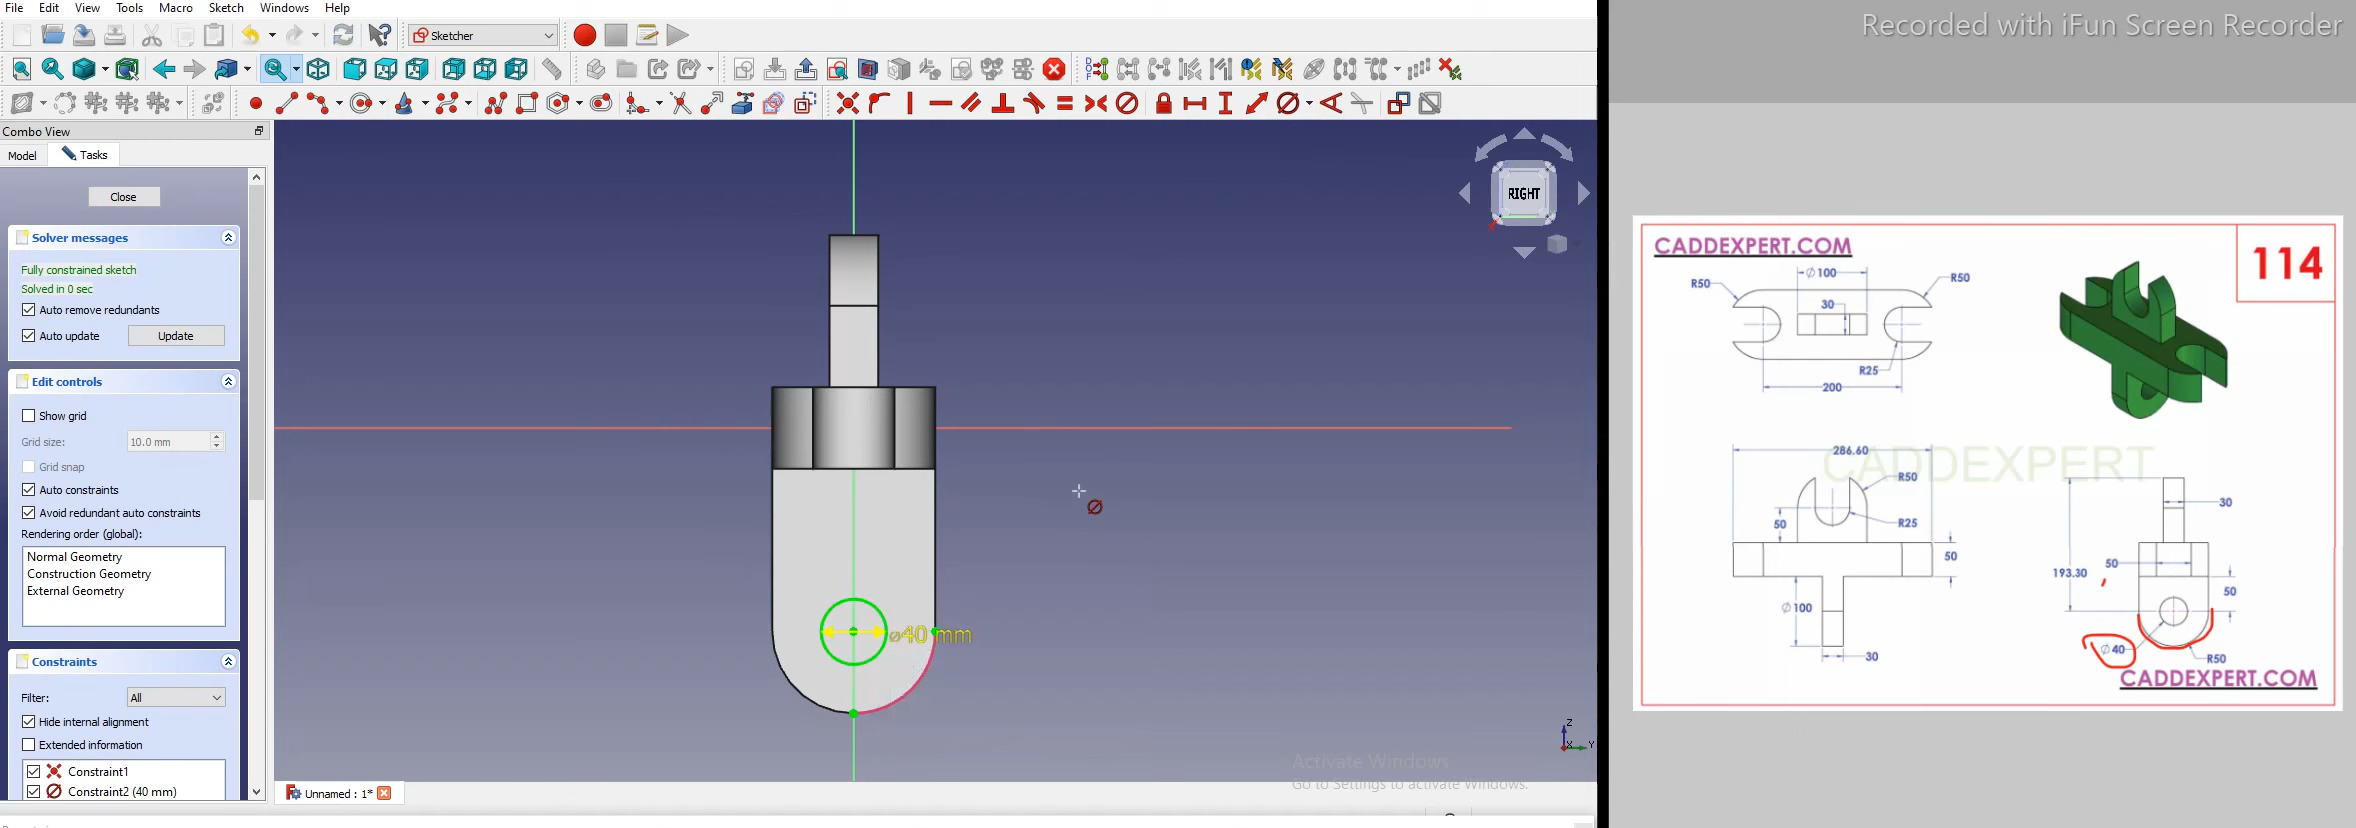 File Edit View Tools Macro Sketch Windows Help
Recorded with iFun Screen Recorder
Sketcher
Combo View
Model Tasks
Close
Solver messages
Fully constrained sketch
Solved in 0 sec
Auto remove redundants
Auto update Update
Edit controls
Show grid
Grid size: 10.0 mm
Grid snap
Auto constraints
Avoid redundant auto constraints
Rendering order (global):
Normal Geometry
Construction Geometry
External Geometry
Constraints
Filter: All
Hide internal alignment
Extended information
Constraint1
Constraint2 (40 mm)
RIGHT
⌀40 mm
Z
X
Y
Activate Windows
Go to Settings to activate Windows.
Unnamed : 1*
CADDEXPERT.COM
114
R50
∅100
R50
30
R25
200
CADDEXPERT
286.60
R50
50
R25
50
∅100
30
30
50
193.30
50
∅40
R50
CADDEXPERT.COM